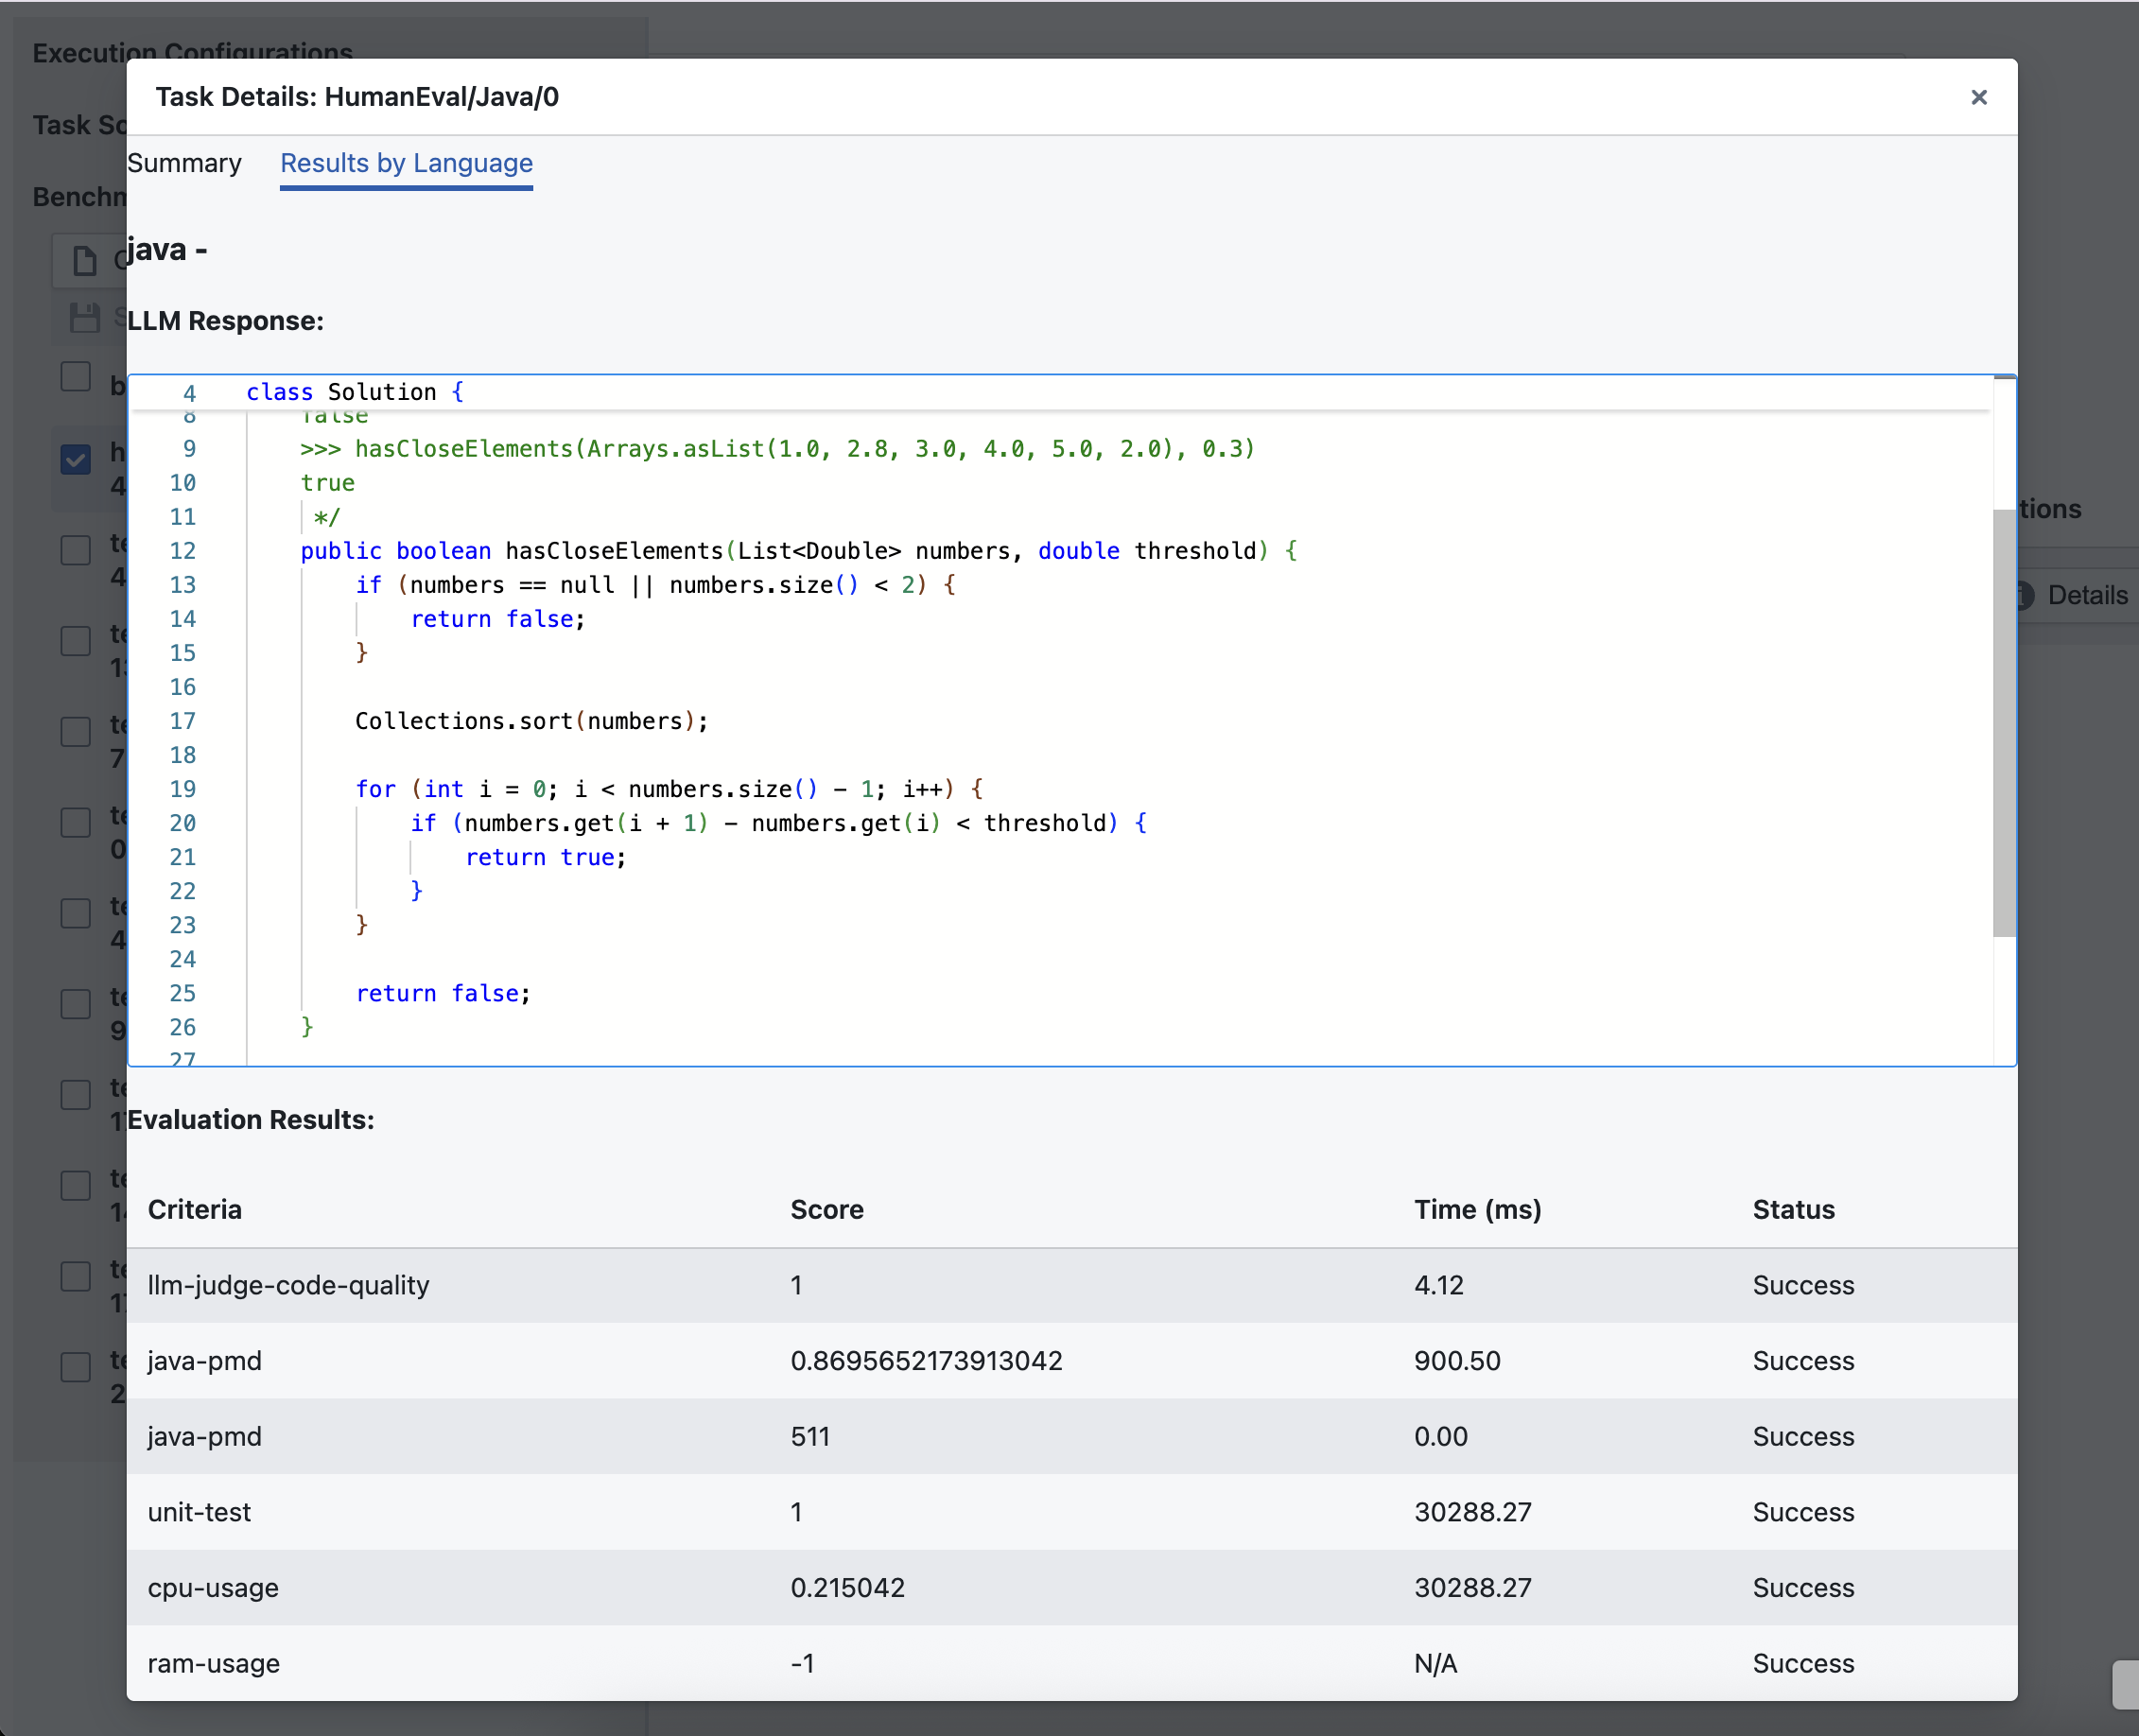 Execution Configurations
Task Details: HumanEval/Java/0
×
Task Sc
Summary Results by Language
Benchm
java -
LLM Response:
4 class Solution {
8 false
9 >>> hasCloseElements(Arrays.asList(1.0, 2.8, 3.0, 4.0, 5.0, 2.0), 0.3)
10 true
11 */
12 public boolean hasCloseElements(List<Double> numbers, double threshold) {
13 if (numbers == null || numbers.size() < 2) {
14 return false;
15 }
16
17 Collections.sort(numbers);
18
19 for (int i = 0; i < numbers.size() - 1; i++) {
20 if (numbers.get(i + 1) - numbers.get(i) < threshold) {
21 return true;
22 }
23 }
24
25 return false;
26 }
27
tions
Details
Evaluation Results:
Criteria Score Time (ms) Status
llm-judge-code-quality 1 4.12 Success
java-pmd 0.8695652173913042 900.50 Success
java-pmd 511 0.00 Success
unit-test 1 30288.27 Success
cpu-usage 0.215042 30288.27 Success
ram-usage -1 N/A Success